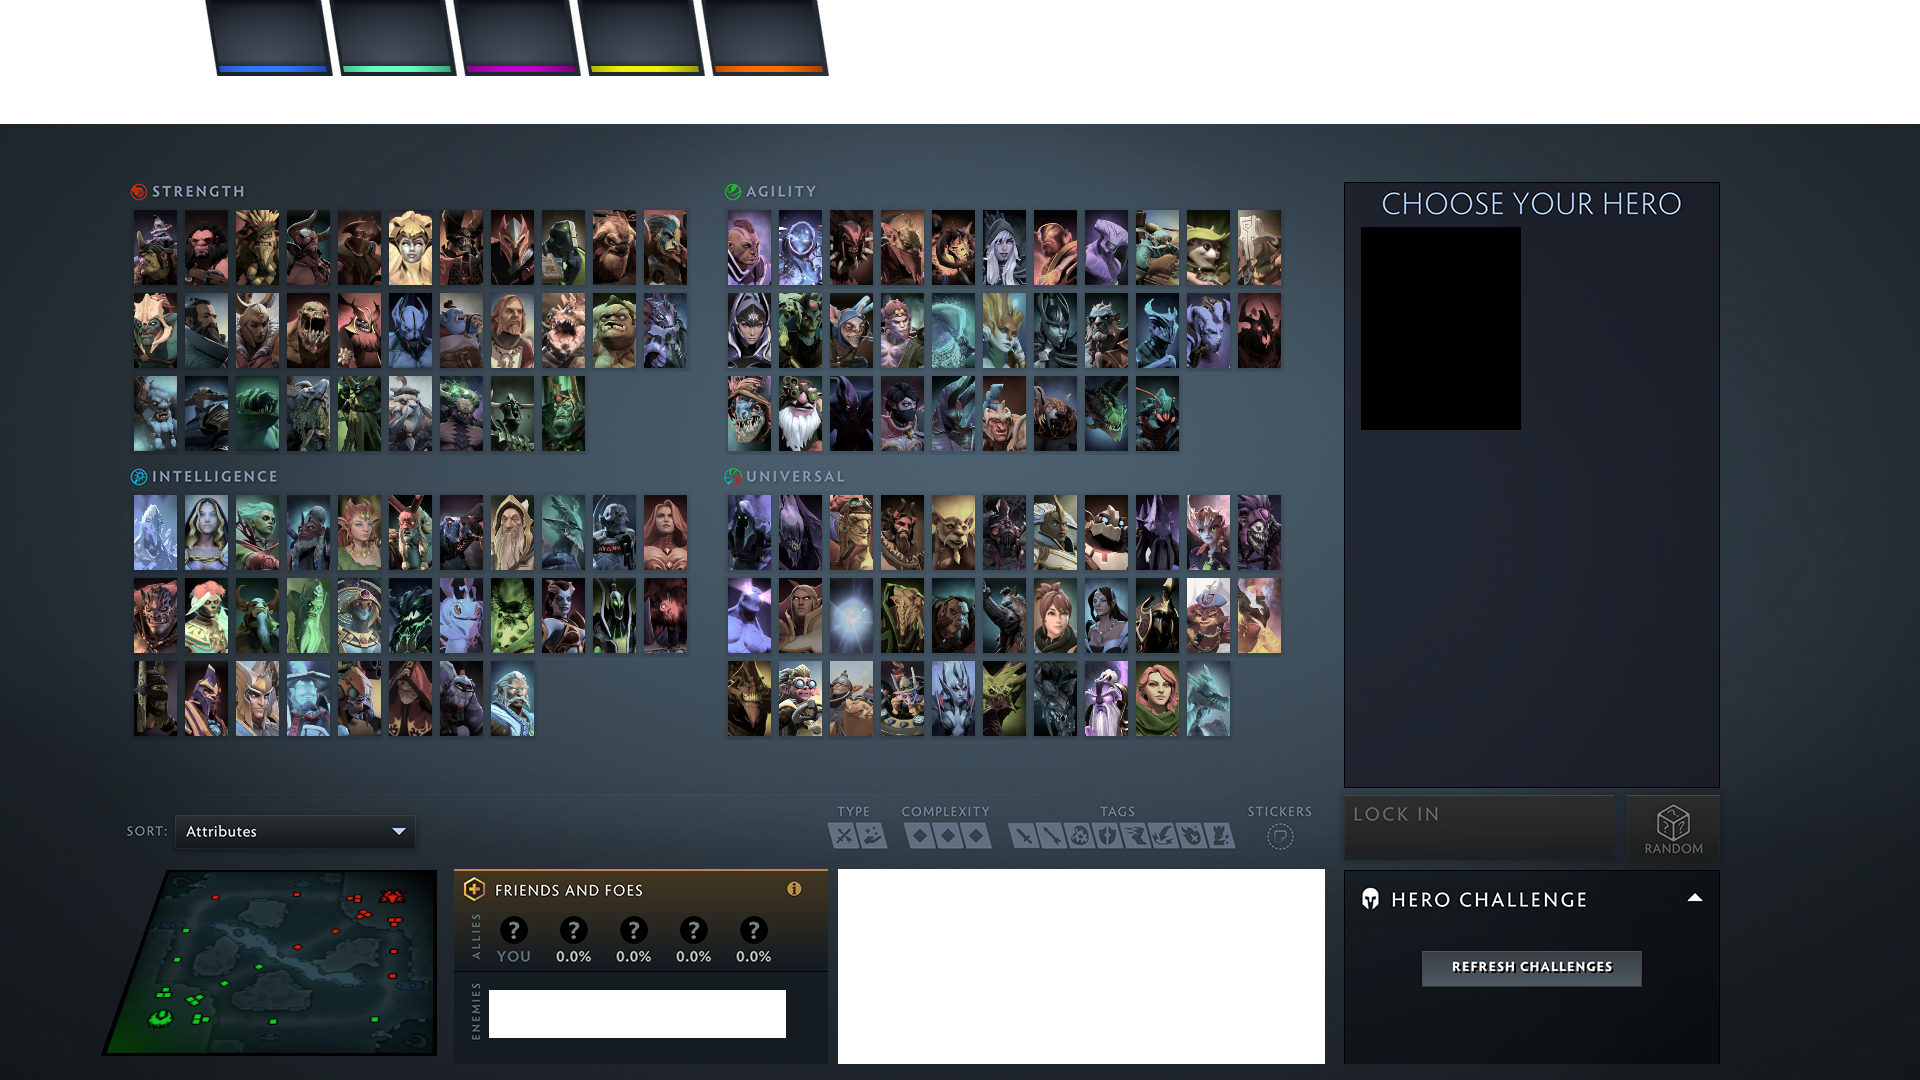 STRENGTH
AGILITY
CHOOSE YOUR HERO
INTELLIGENCE
UNIVERSAL
SORT:
Attributes
TYPE
COMPLEXITY
TAGS
STICKERS
LOCK IN
RANDOM
FRIENDS AND FOES
ALLIES
?
?
?
?
?
YOU
0.0%
0.0%
0.0%
0.0%
ENEMIES
HERO CHALLENGE
REFRESH CHALLENGES